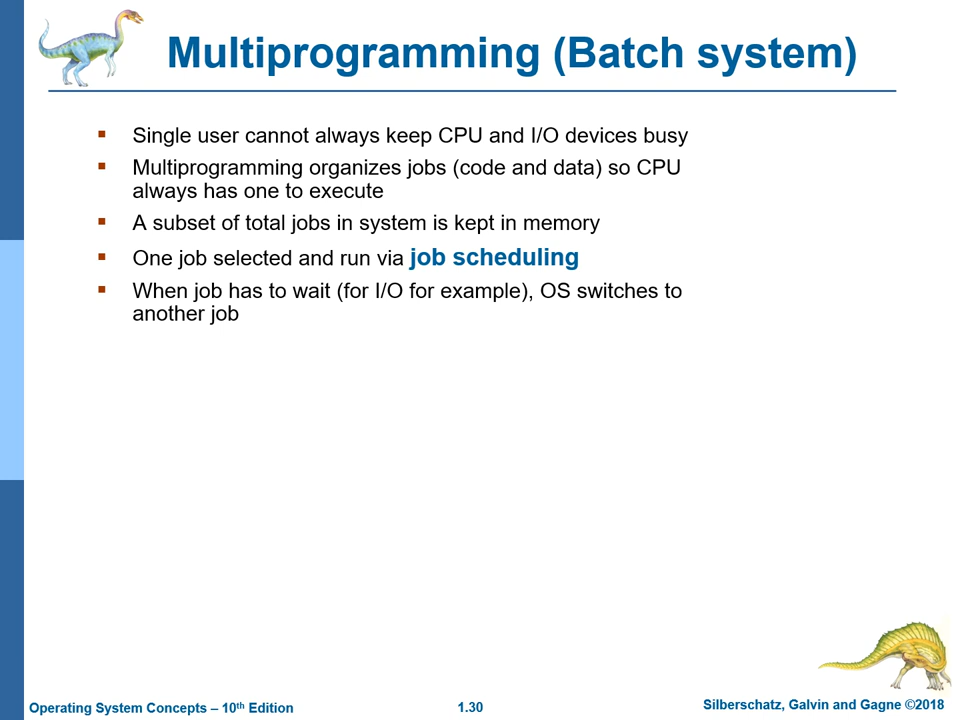 Multiprogramming (Batch system)
▪ Single user cannot always keep CPU and I/O devices busy
▪ Multiprogramming organizes jobs (code and data) so CPU
always has one to execute
▪ A subset of total jobs in system is kept in memory
▪ One job selected and run via job scheduling
▪ When job has to wait (for I/O for example), OS switches to
another job
Operating System Concepts – 10th Edition
1.30
Silberschatz, Galvin and Gagne ©2018